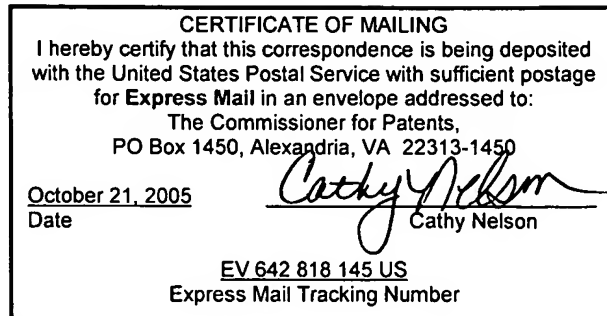 CERTIFICATE OF MAILING
I hereby certify that this correspondence is being deposited
with the United States Postal Service with sufficient postage
for Express Mail in an envelope addressed to:
The Commissioner for Patents,
PO Box 1450, Alexandria, VA 22313-1450
October 21, 2005 Cathy Nelson
Date Cathy Nelson
EV 642 818 145 US
Express Mail Tracking Number